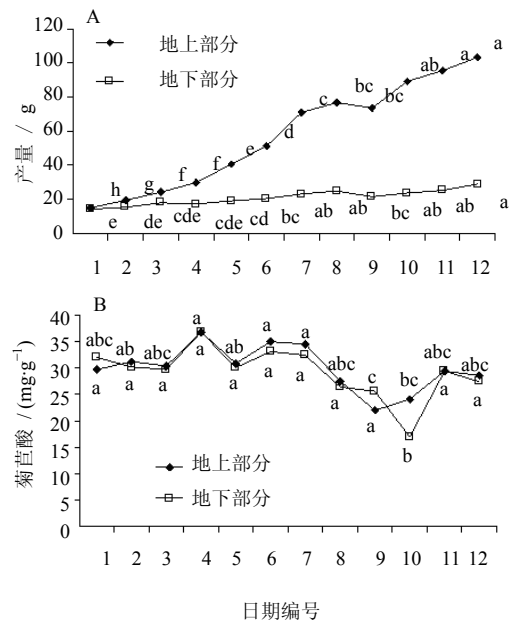 A
120
100
80
60
40
20
0
产量 / g
地上部分
地下部分
h g f f e d c bc bc ab a a
e de cde cde cd bc ab ab bc ab ab a
1 2 3 4 5 6 7 8 9 10 11 12
B
40
35
30
25
20
15
10
5
0
菊苣酸 / (mg·g⁻¹)
abc ab abc a ab a a abc c bc abc abc
a a a a a a a a a b a a
地上部分
地下部分
1 2 3 4 5 6 7 8 9 10 11 12
日期编号